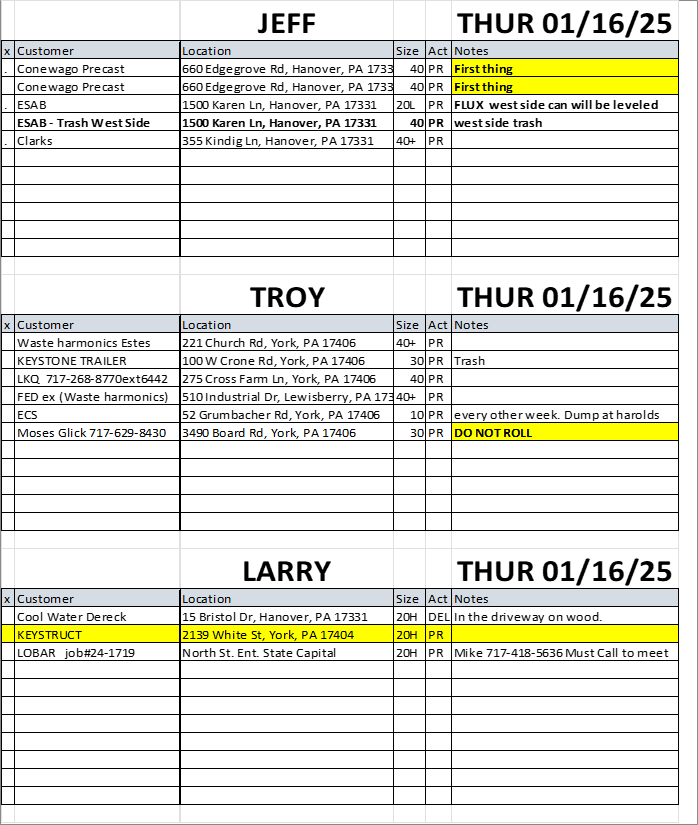 JEFF THUR 01/16/25
x Customer Location Size Act Notes
. Conewago Precast 660 Edgegrove Rd, Hanover, PA 1733 40 PR First thing
Conewago Precast 660 Edgegrove Rd, Hanover, PA 1733 40 PR First thing
. ESAB 1500 Karen Ln, Hanover, PA 17331 20L PR FLUX west side can will be leveled
ESAB - Trash West Side 1500 Karen Ln, Hanover, PA 17331 40 PR west side trash
. Clarks 355 Kindig Ln, Hanover, PA 17331 40+ PR
TROY THUR 01/16/25
x Customer Location Size Act Notes
Waste harmonics Estes 221 Church Rd, York, PA 17406 40+ PR
KEYSTONE TRAILER 100 W Crone Rd, York, PA 17406 30 PR Trash
LKQ 717-268-8770ext6442 275 Cross Farm Ln, York, PA 17406 40 PR
FED ex (Waste harmonics) 510 Industrial Dr, Lewisberry, PA 173 40+ PR
ECS 52 Grumbacher Rd, York, PA 17406 10 PR every other week. Dump at harolds
Moses Glick 717-629-8430 3490 Board Rd, York, PA 17406 30 PR DO NOT ROLL
LARRY THUR 01/16/25
x Customer Location Size Act Notes
Cool Water Dereck 15 Bristol Dr, Hanover, PA 17331 20H DEL In the driveway on wood.
KEYSTRUCT 2139 White St, York, PA 17404 20H PR
LOBAR job#24-1719 North St. Ent. State Capital 20H PR Mike 717-418-5636 Must Call to meet